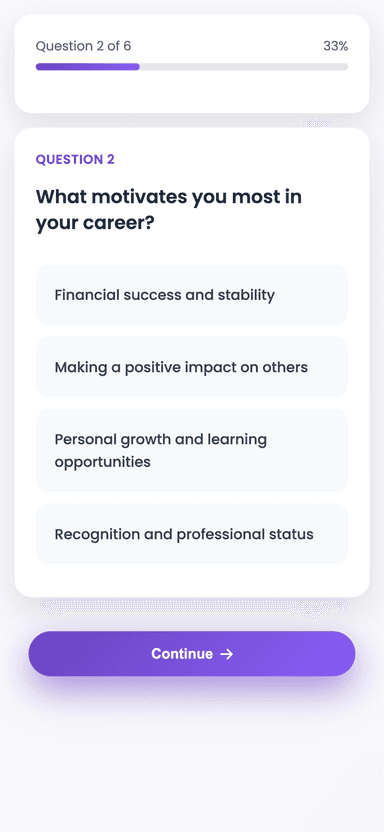 Question 2 of 6
33%
QUESTION 2
What motivates you most in
your career?
Financial success and stability
Making a positive impact on others
Personal growth and learning
opportunities
Recognition and professional status
Continue →